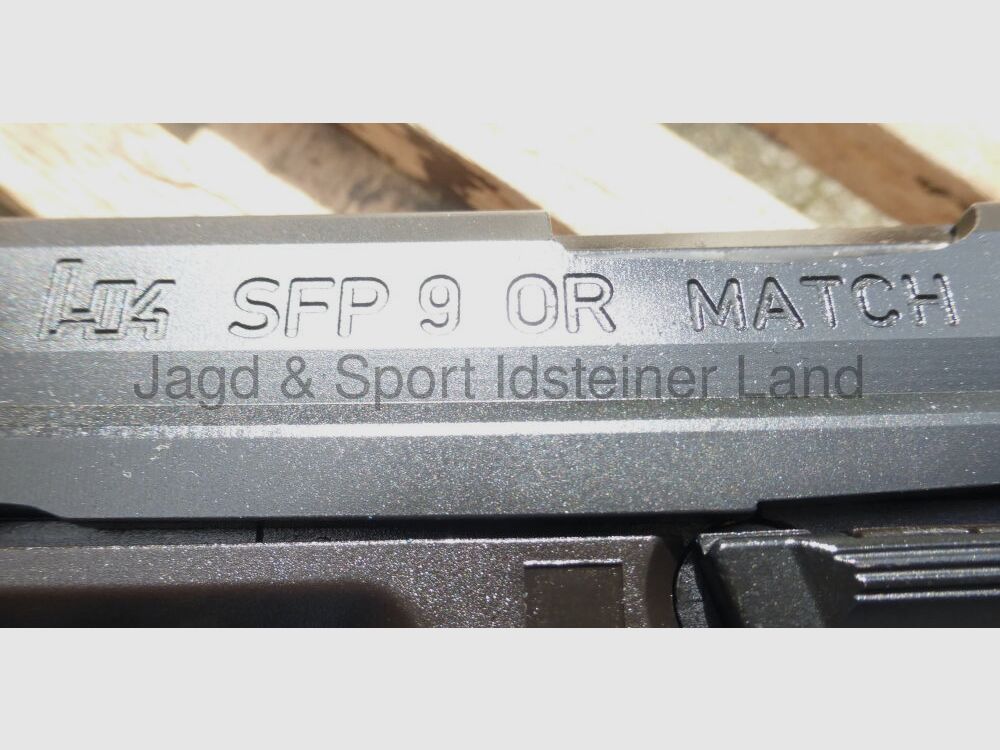 HK SFP 9 OR MATCH
Jagd & Sport Idsteiner Land